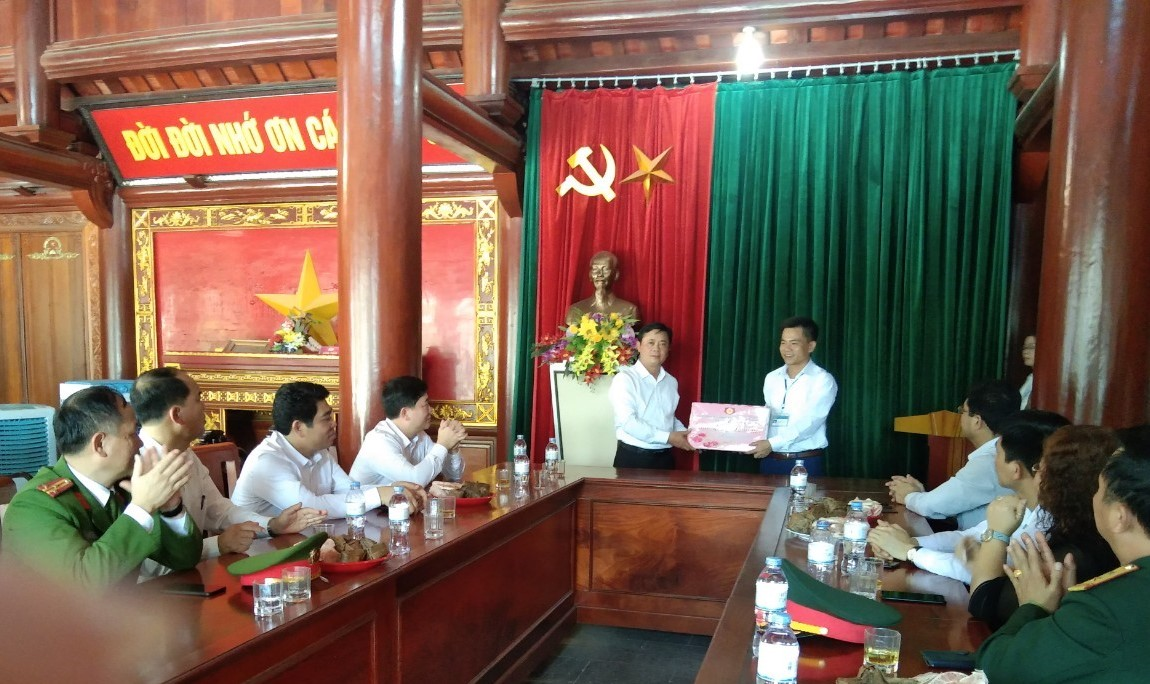 ĐỜI ĐỜI NHỚ ƠN CÁ